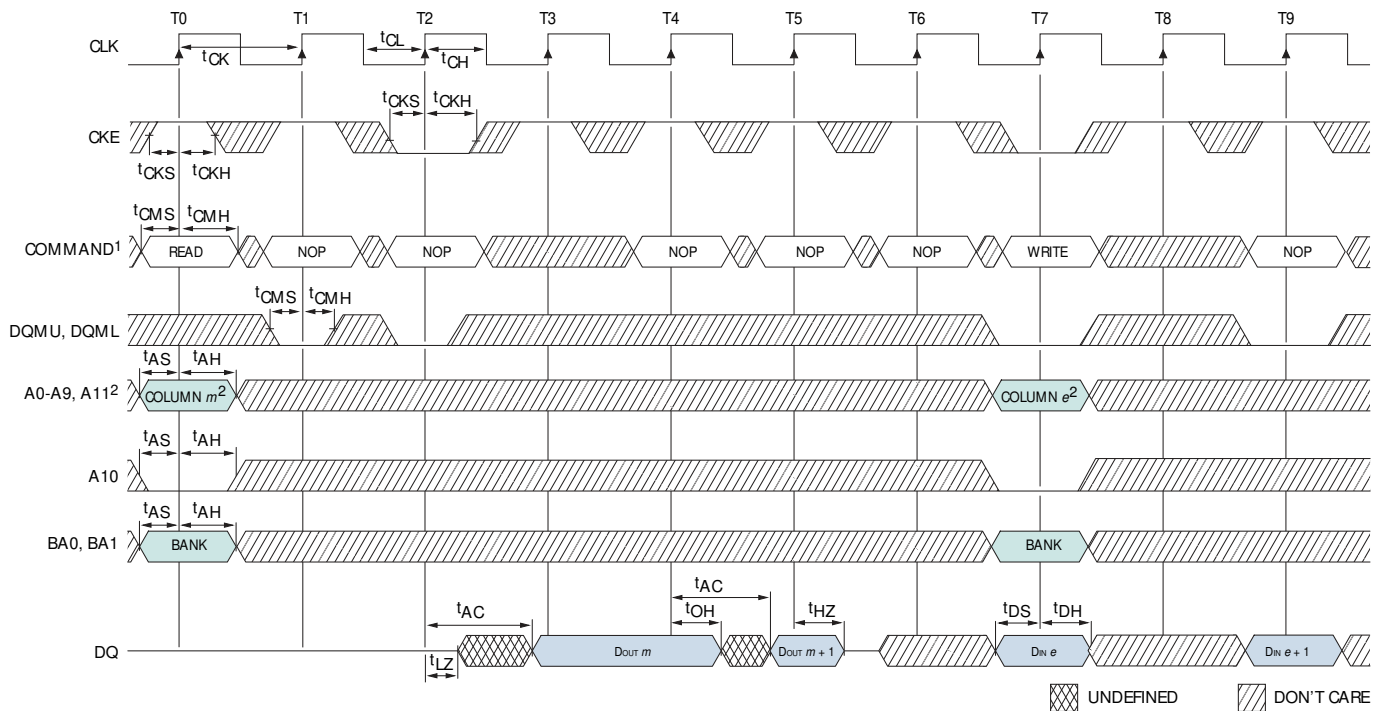 T0 T1 T2 T3 T4 T5 T6 T7 T8 T9
CLK
tCK
tCL
tCH
tCKS tCKH
CKE
tCKS tCKH
tCMS tCMH
COMMAND1 READ NOP NOP NOP NOP NOP WRITE NOP
tCMS tCMH
DQMU, DQML
tAS tAH
A0-A9, A112 COLUMN m2 COLUMN e2
tAS tAH
A10
tAS tAH
BA0, BA1 BANK BANK
tAC
tAC
tOH
tHZ
tDS tDH
DQ DOUT m DOUT m + 1 DIN e DIN e + 1
tLZ
UNDEFINED DON'T CARE